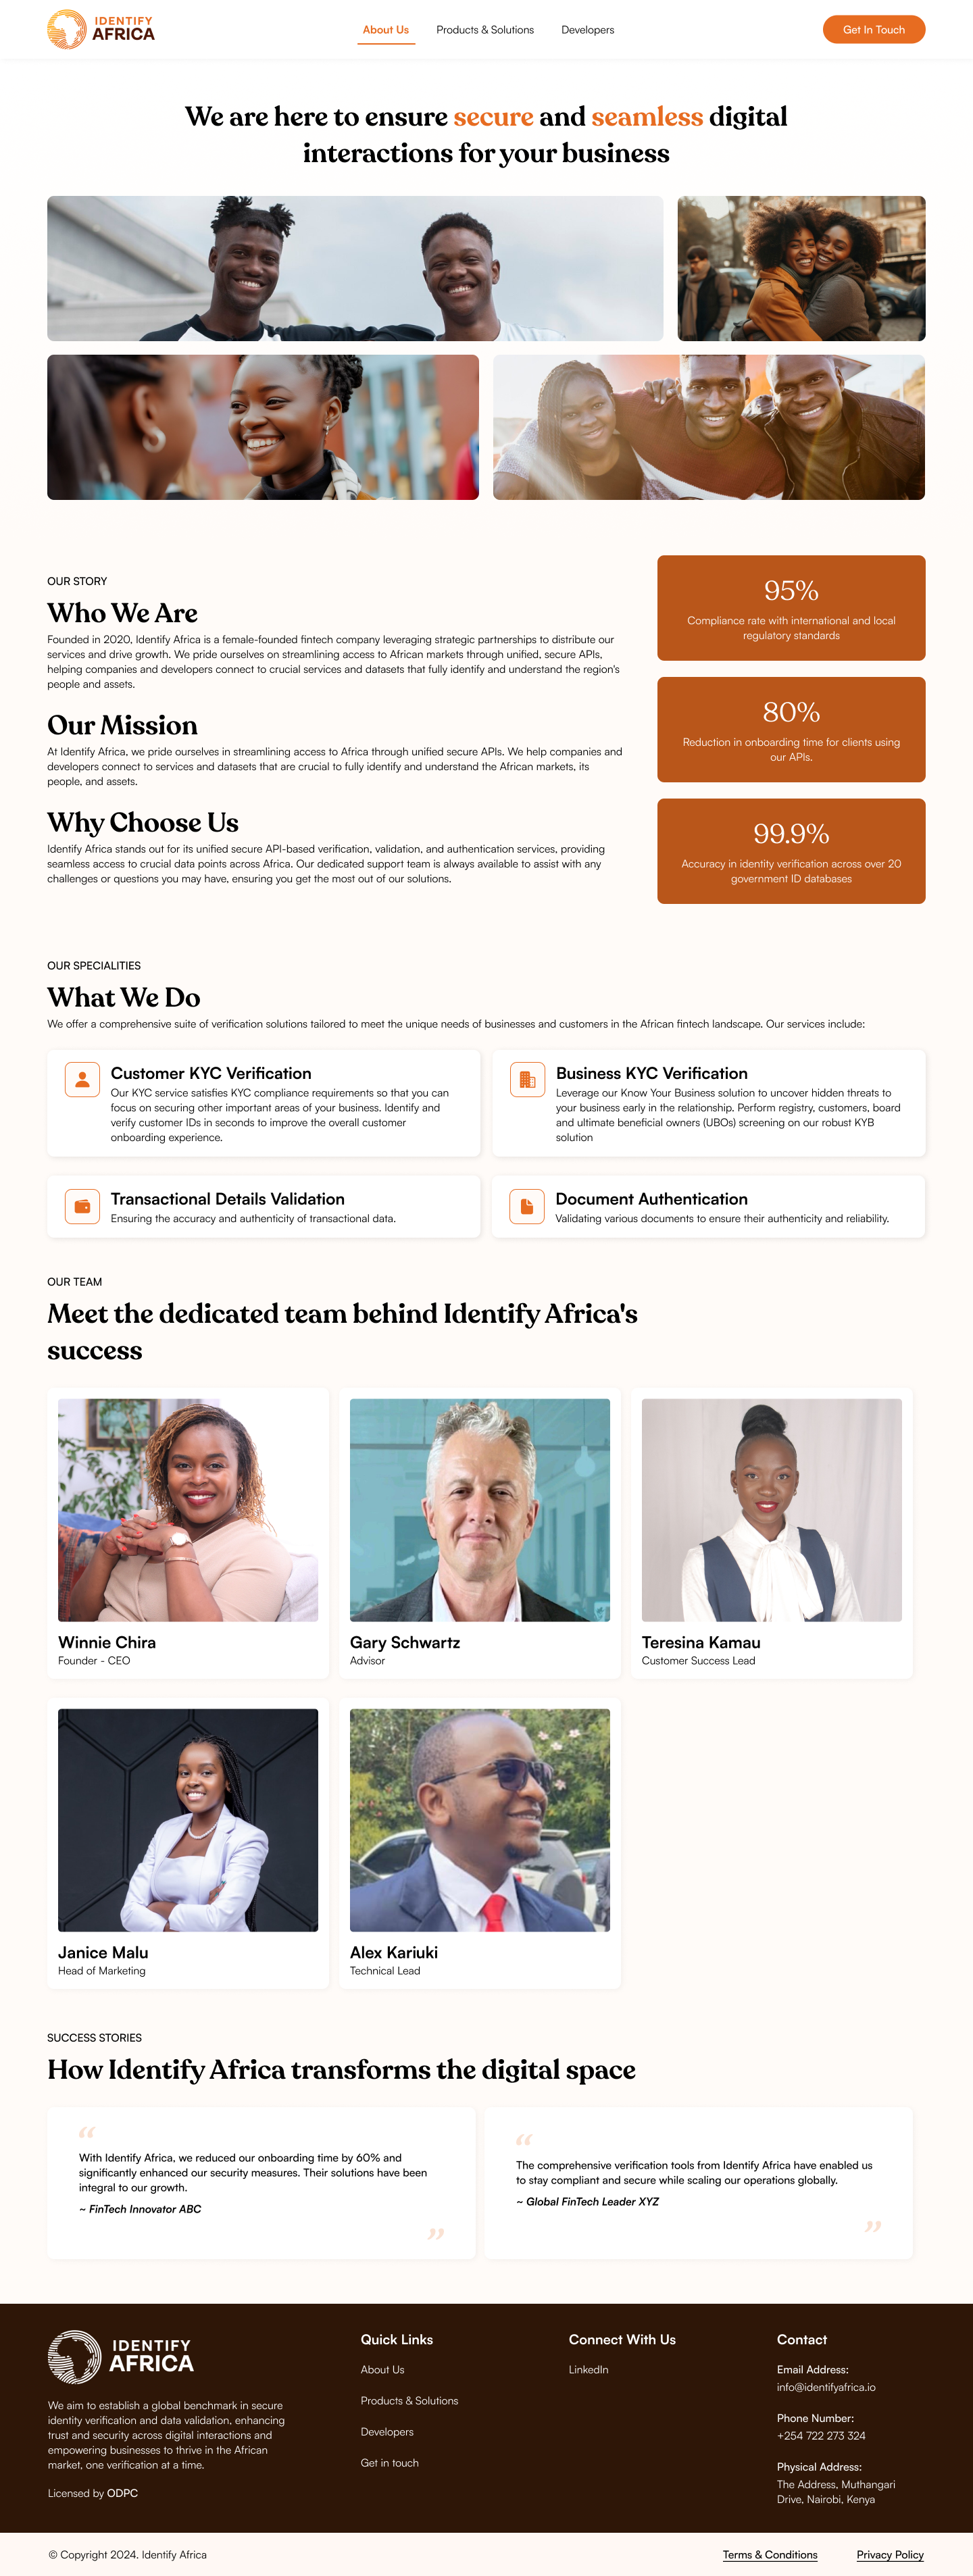 IDENTIFY
AFRICA
About Us
Products & Solutions
Developers
Get In Touch
We are here to ensure secure and seamless digital
interactions for your business
OUR STORY
Who We Are
Founded in 2020, Identify Africa is a female-founded fintech company leveraging strategic partnerships to distribute our
services and drive growth. We pride ourselves on streamlining access to African markets through unified, secure APIs,
helping companies and developers connect to crucial services and datasets that fully identify and understand the region's
people and assets.
Our Mission
At Identify Africa, we pride ourselves in streamlining access to Africa through unified secure APIs. We help companies and
developers connect to services and datasets that are crucial to fully identify and understand the African markets, its
people, and assets.
Why Choose Us
Identify Africa stands out for its unified secure API-based verification, validation, and authentication services, providing
seamless access to crucial data points across Africa. Our dedicated support team is always available to assist with any
challenges or questions you may have, ensuring you get the most out of our solutions.
95%
Compliance rate with international and local
regulatory standards
80%
Reduction in onboarding time for clients using
our APIs.
99.9%
Accuracy in identity verification across over 20
government ID databases
OUR SPECIALITIES
What We Do
We offer a comprehensive suite of verification solutions tailored to meet the unique needs of businesses and customers in the African fintech landscape. Our services include:
Customer KYC Verification
Our KYC service satisfies KYC compliance requirements so that you can
focus on securing other important areas of your business. Identify and
verify customer IDs in seconds to improve the overall customer
onboarding experience.
Business KYC Verification
Leverage our Know Your Business solution to uncover hidden threats to
your business early in the relationship. Perform registry, customers, board
and ultimate beneficial owners (UBOs) screening on our robust KYB
solution
Transactional Details Validation
Ensuring the accuracy and authenticity of transactional data.
Document Authentication
Validating various documents to ensure their authenticity and reliability.
OUR TEAM
Meet the dedicated team behind Identify Africa's
success
Winnie Chira
Founder - CEO
Gary Schwartz
Advisor
Teresina Kamau
Customer Success Lead
Janice Malu
Head of Marketing
Alex Kariuki
Technical Lead
SUCCESS STORIES
How Identify Africa transforms the digital space
“
With Identify Africa, we reduced our onboarding time by 60% and
significantly enhanced our security measures. Their solutions have been
integral to our growth.
~ FinTech Innovator ABC
”
“
The comprehensive verification tools from Identify Africa have enabled us
to stay compliant and secure while scaling our operations globally.
~ Global FinTech Leader XYZ
”
IDENTIFY
AFRICA
We aim to establish a global benchmark in secure
identity verification and data validation, enhancing
trust and security across digital interactions and
empowering businesses to thrive in the African
market, one verification at a time.
Licensed by ODPC
Quick Links
About Us
Products & Solutions
Developers
Get in touch
Connect With Us
LinkedIn
Contact
Email Address:
info@identifyafrica.io
Phone Number:
+254 722 273 324
Physical Address:
The Address, Muthangari
Drive, Nairobi, Kenya
© Copyright 2024. Identify Africa
Terms & Conditions
Privacy Policy